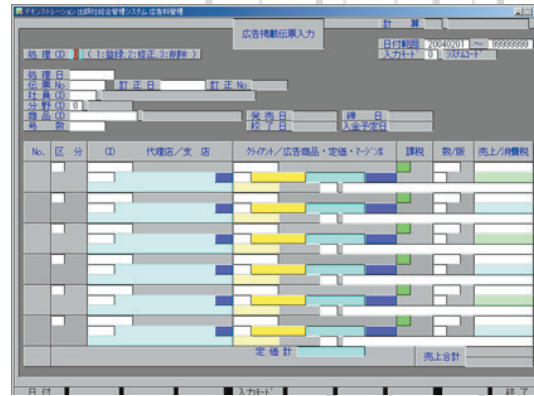 デモンストレーション 出版社総合管理システム 広告料管理
広告掲載伝票入力
計 算
日付範囲 20040201 ～ 99999999
処 理 CD (1:登録,2:修正,3:削除)
入力モード 0 システムコード
処 理 日
伝 票 No 訂 正 日 訂 正 No
社 員 CD
分 野 CD 0
商 品 CD 発 売 日 締 日
号 数 校 了 日 入金予定日
No. 区 分 CD 代理店／支 店 クライアント／広告商品・定価・マージン% 課税 数/版 売上/消費税
定 価 計 売上合計
日 付 入力モード 終 了